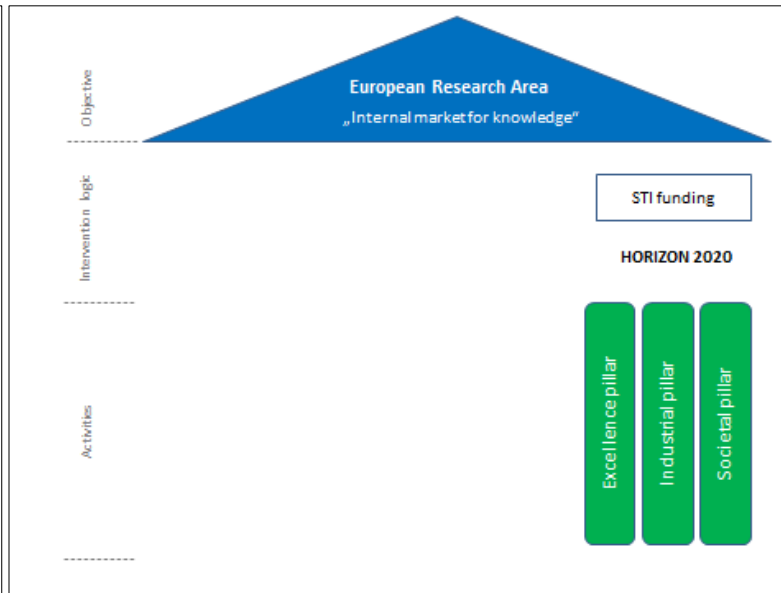 Objective
European Research Area
„Internal market for knowledge“
Intervention logic
STI funding
HORIZON 2020
Activities
Excellence pillar
Industrial pillar
Societal pillar